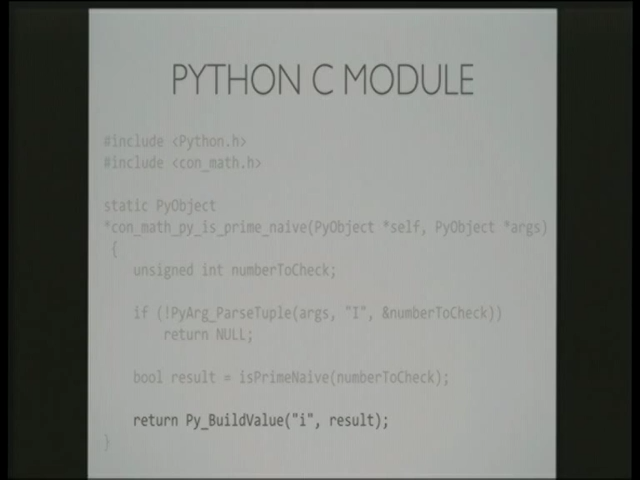 PYTHON C MODULE
#include <Python.h>
#include <con_math.h>
static PyObject
*con_math_py_is_prime_naive(PyObject *self, PyObject *args)
{
unsigned int numberToCheck;
if (!PyArg_ParseTuple(args, "I", &numberToCheck))
return NULL;
bool result = isPrimeNaive(numberToCheck);
return Py_BuildValue("i", result);
}